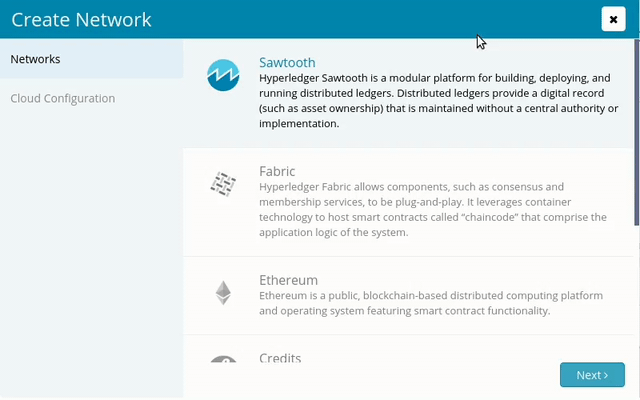 Create Network
Networks
Cloud Configuration
Sawtooth
Hyperledger Sawtooth is a modular platform for building, deploying, and
running distributed ledgers. Distributed ledgers provide a digital record
(such as asset ownership) that is maintained without a central authority or
implementation.
Fabric
Hyperledger Fabric allows components, such as consensus and
membership services, to be plug-and-play. It leverages container
technology to host smart contracts called “chaincode” that comprise the
application logic of the system.
Ethereum
Ethereum is a public, blockchain-based distributed computing platform
and operating system featuring smart contract functionality.
Credits
Next ›